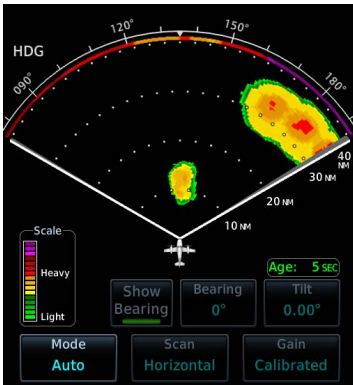 HDG
090°
120°
150°
180°
40
NM
30 NM
20 NM
10 NM
Scale
Heavy
Light
Age: 5 SEC
Show
Bearing
Bearing
0°
Tilt
0.00°
Mode
Auto
Scan
Horizontal
Gain
Calibrated